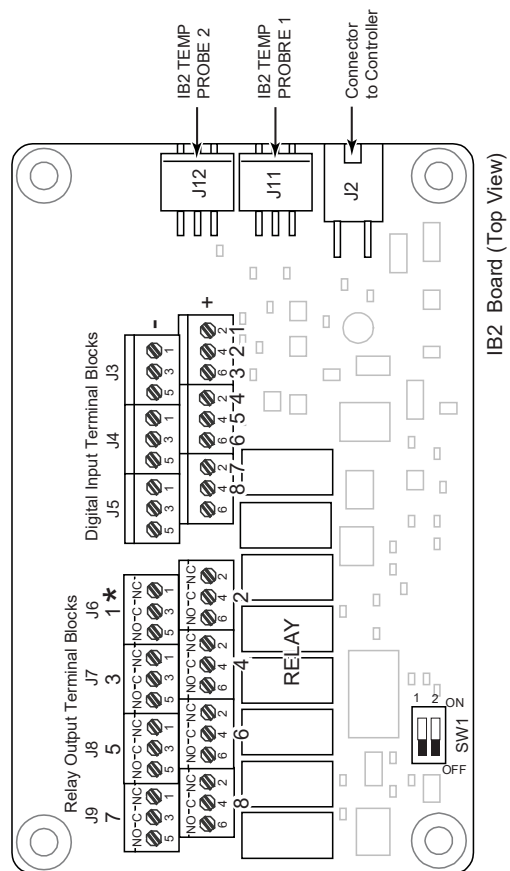 IB2 TEMP
PROBE 2
IB2 TEMP
PROBRE 1
Connector
to Controller
J12
J11
J2
IB2 Board (Top View)
Digital Input Terminal Blocks
J5 J4 J3
-
5 3 1 5 3 1 5 3 1
+
6 4 2 6 4 2 6 4 2
8 7 6 5 4 3 2 1
Relay Output Terminal Blocks
J9 J8 J7 J6
7 5 3 1*
NO C NC NO C NC NO C NC NO C NC
5 3 1 5 3 1 5 3 1 5 3 1
NO C NC NO C NC NO C NC NO C NC
6 4 2 6 4 2 6 4 2 6 4 2
8 6 4 2
RELAY
1 2
ON
OFF
SW1